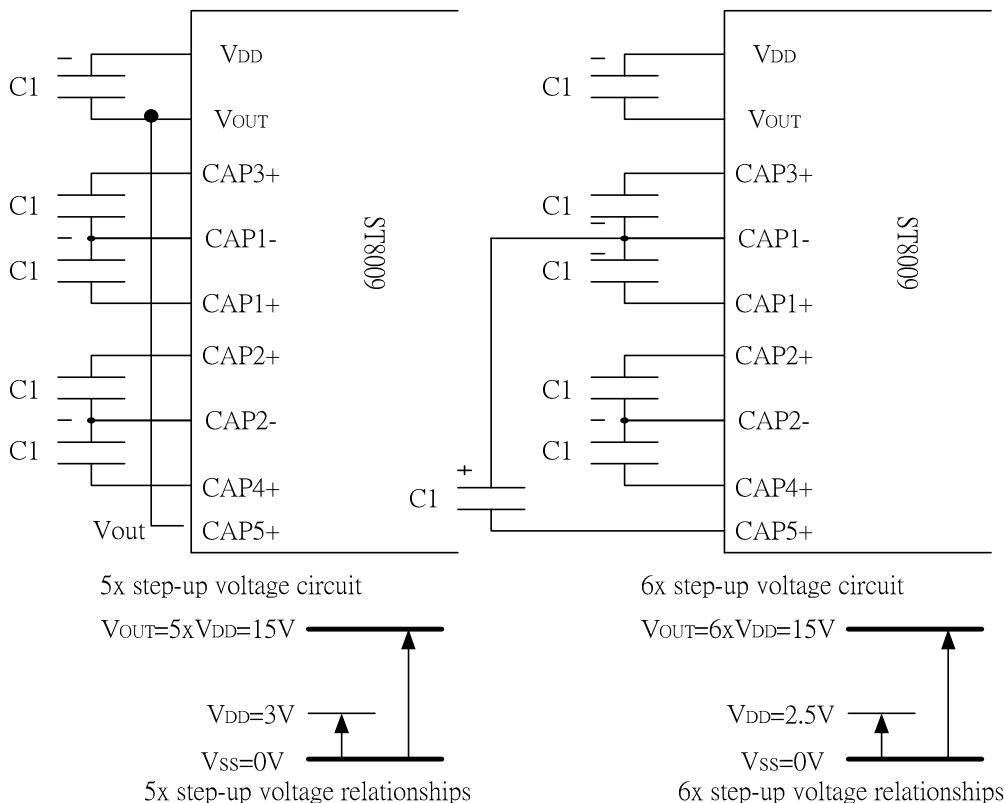 VDD
C1
VOUT
CAP3+
C1
CAP1-
C1
CAP1+
CAP2+
C1
CAP2-
C1
CAP4+
Vout
CAP5+
ST8009
5x step-up voltage circuit
VOUT=5xVDD=15V
VDD=3V
VSS=0V
5x step-up voltage relationships
VDD
C1
VOUT
CAP3+
C1
CAP1-
C1
CAP1+
CAP2+
C1
CAP2-
C1
CAP4+
+
C1
CAP5+
ST8009
6x step-up voltage circuit
VOUT=6xVDD=15V
VDD=2.5V
VSS=0V
6x step-up voltage relationships